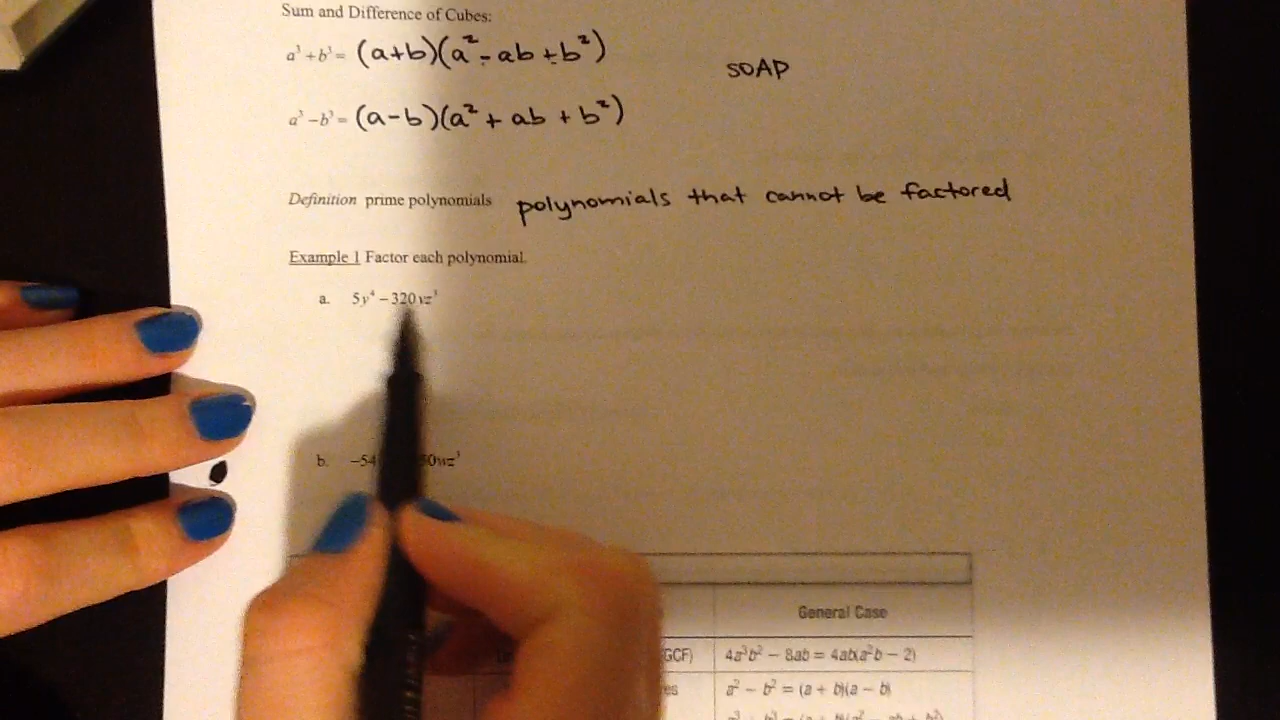 Sum and Difference of Cubes:
a³ + b³ = (a+b)(a² - ab + b²)
SOAP
a³ − b³ = (a-b)(a² + ab + b²)
Definition prime polynomials polynomials that cannot be factored
Example 1 Factor each polynomial.
a. 5y⁴ − 320yz³
b. −54
General Case
GCF) 4a³b² − 8ab = 4ab(a²b − 2)
a² − b² = (a + b)(a − b)